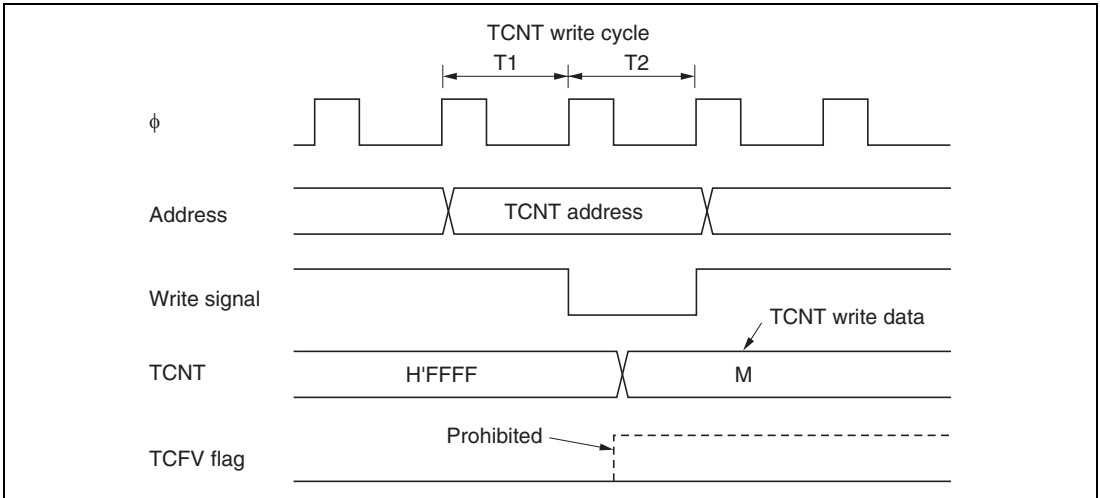 TCNT write cycle
T1 T2
ϕ
Address TCNT address
Write signal
TCNT write data
TCNT H'FFFF M
Prohibited
TCFV flag